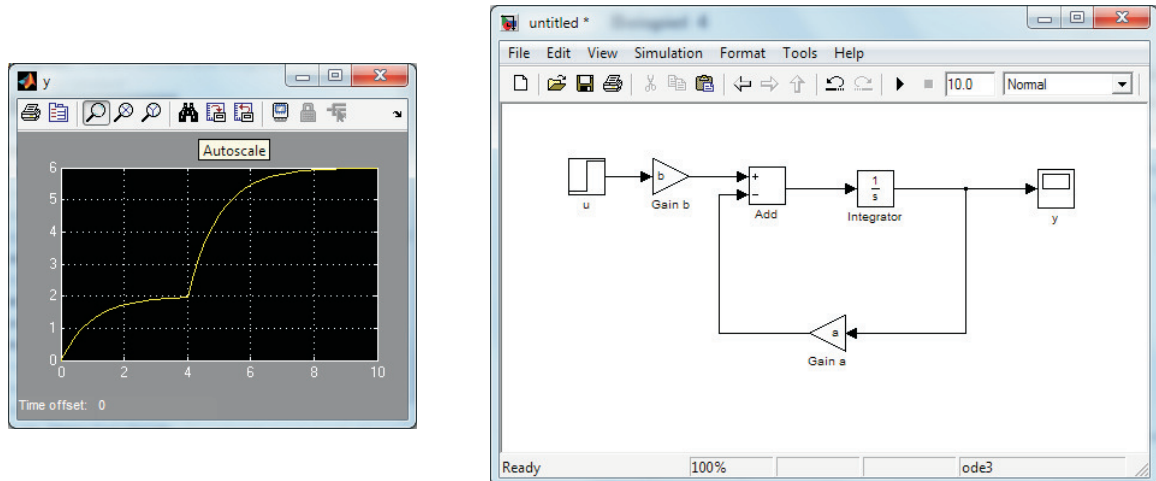 y
Autoscale
6
5
4
3
2
1
0
0 2 4 6 8 10
Time offset: 0
untitled *
File Edit View Simulation Format Tools Help
10.0 Normal
u
b
Gain b
+
−
Add
1
s
Integrator
y
a
Gain a
Ready 100% ode3